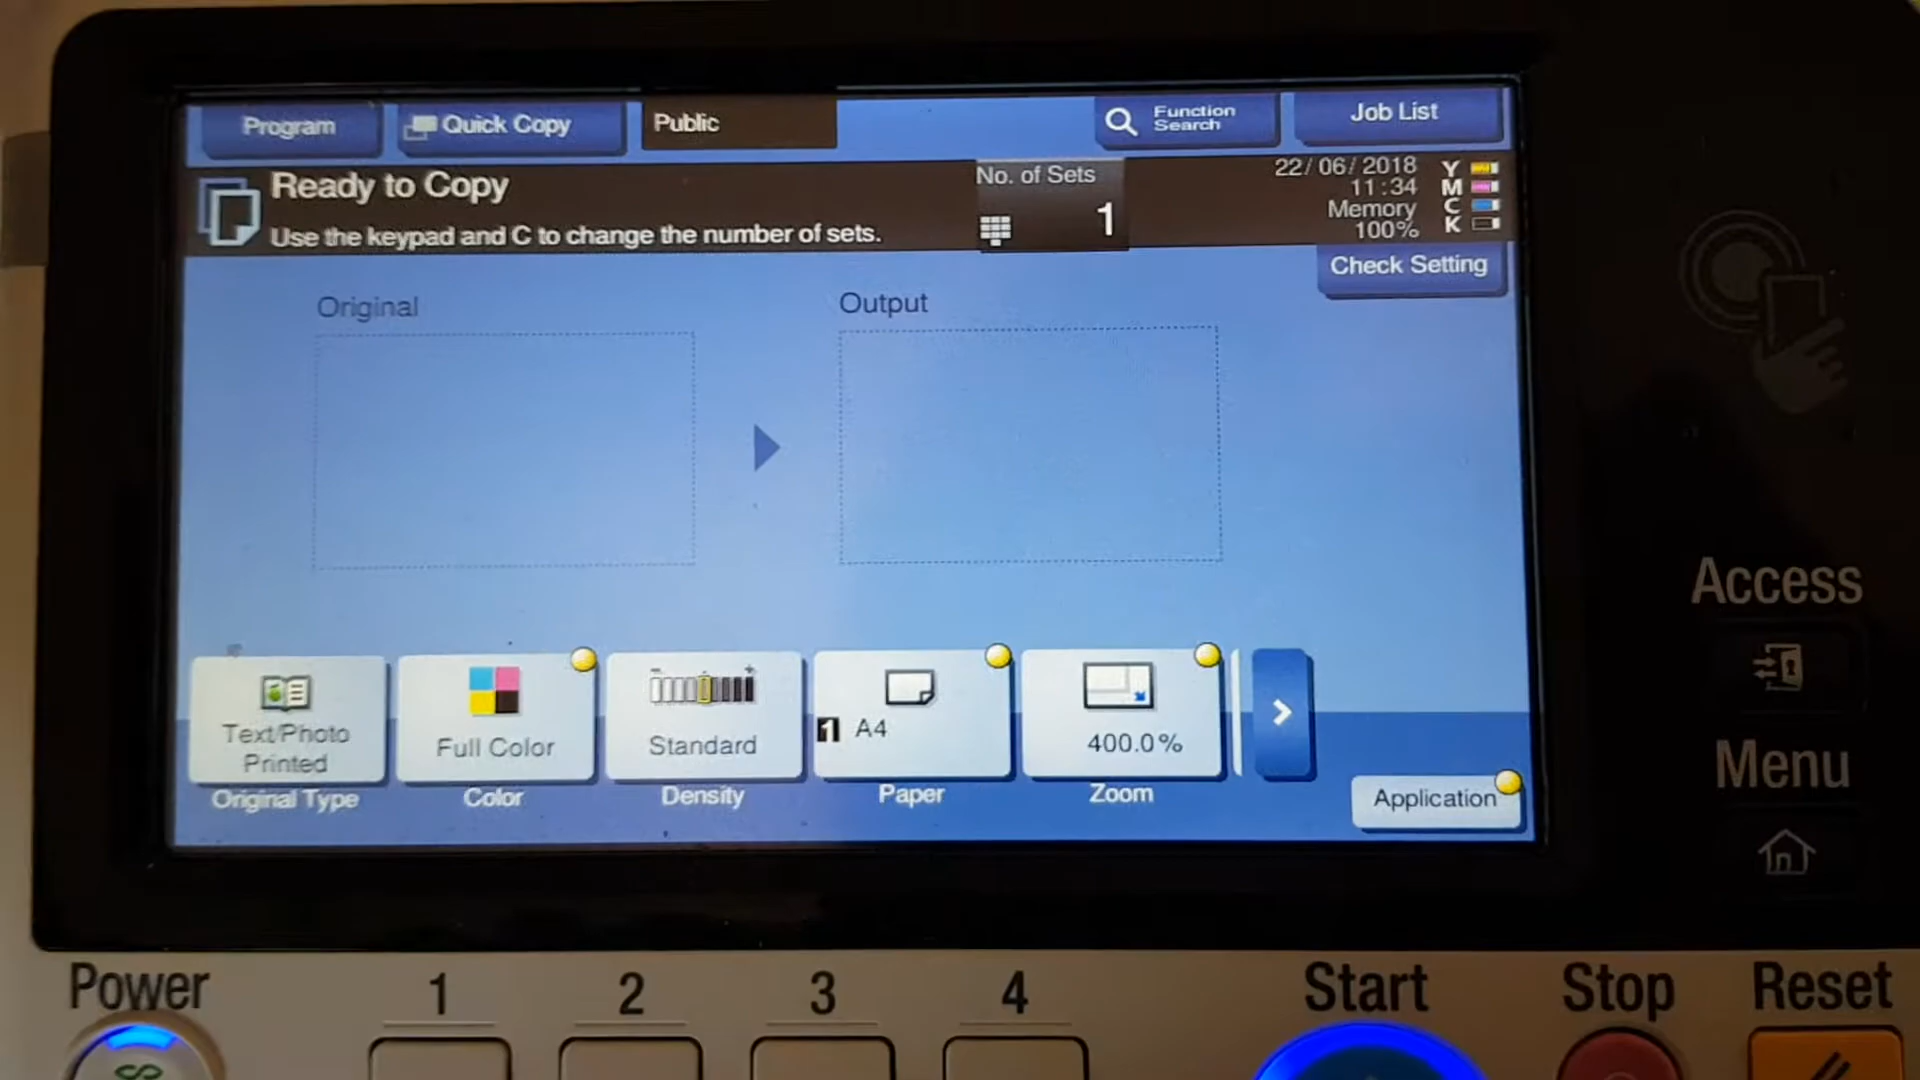 Program
Quick Copy
Public
Function
Search
Job List
Ready to Copy
Use the keypad and C to change the number of sets.
No. of Sets
1
22/06/2018
11:34
Memory
100%
Y
M
C
K
Check Setting
Original
Output
Text/Photo
Printed
Original Type
Full Color
Color
- +
Standard
Density
1 A4
Paper
400.0%
Zoom
Application
Access
Menu
Power
1
2
3
4
Start
Stop
Reset